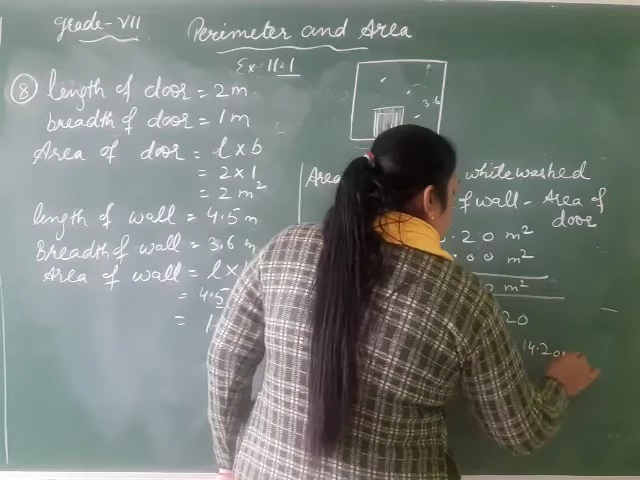 Grade-VII Perimeter and Area
Ex-11.1
8 length of door = 2m
3.6
breadth of door = 1m
Area of door = l x b
= 2 x 1
= 2 m²
Area whitewashed
of wall - Area of
door
length of wall = 4.5 m
.20 m²
Breadth of wall = 3.6 m
.00 m²
Area of wall = l x
0 m²
= 4.5
20
= 1
14.20